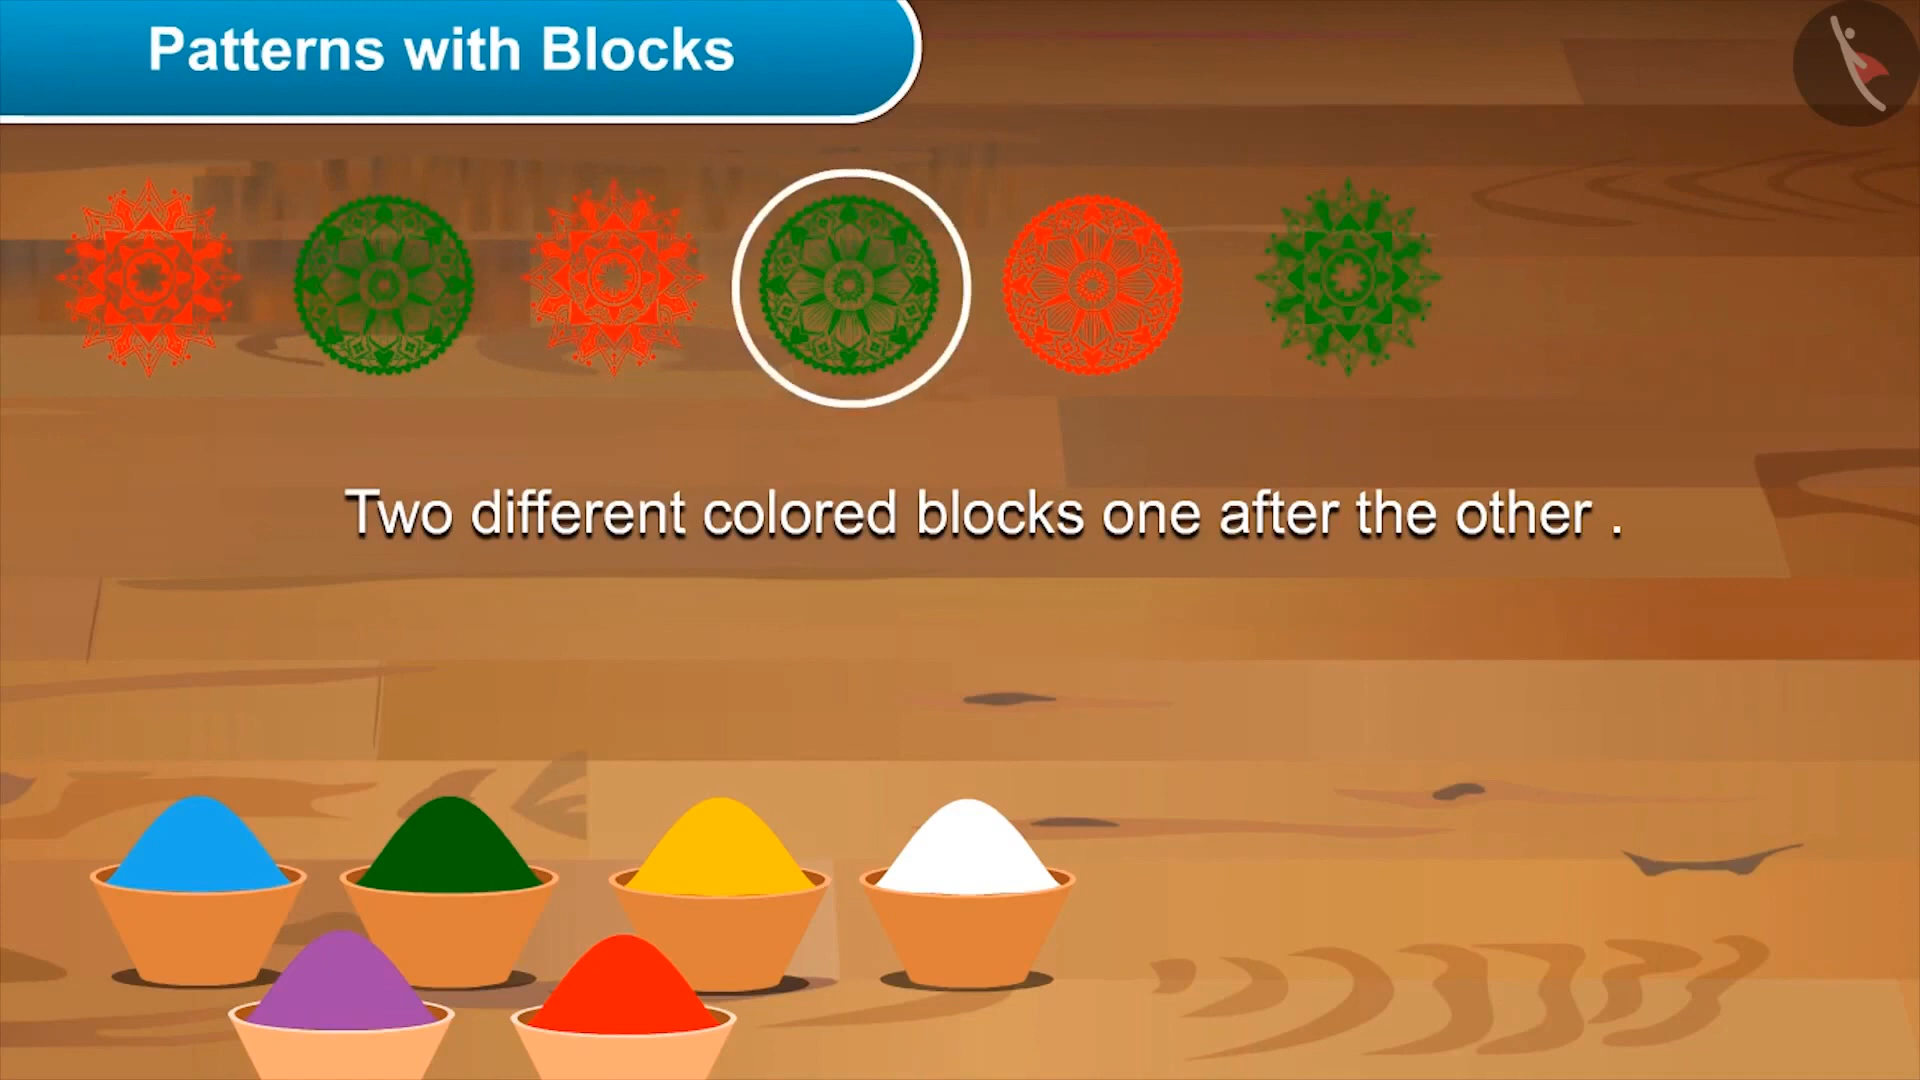 Patterns with Blocks
Two different colored blocks one after the other .